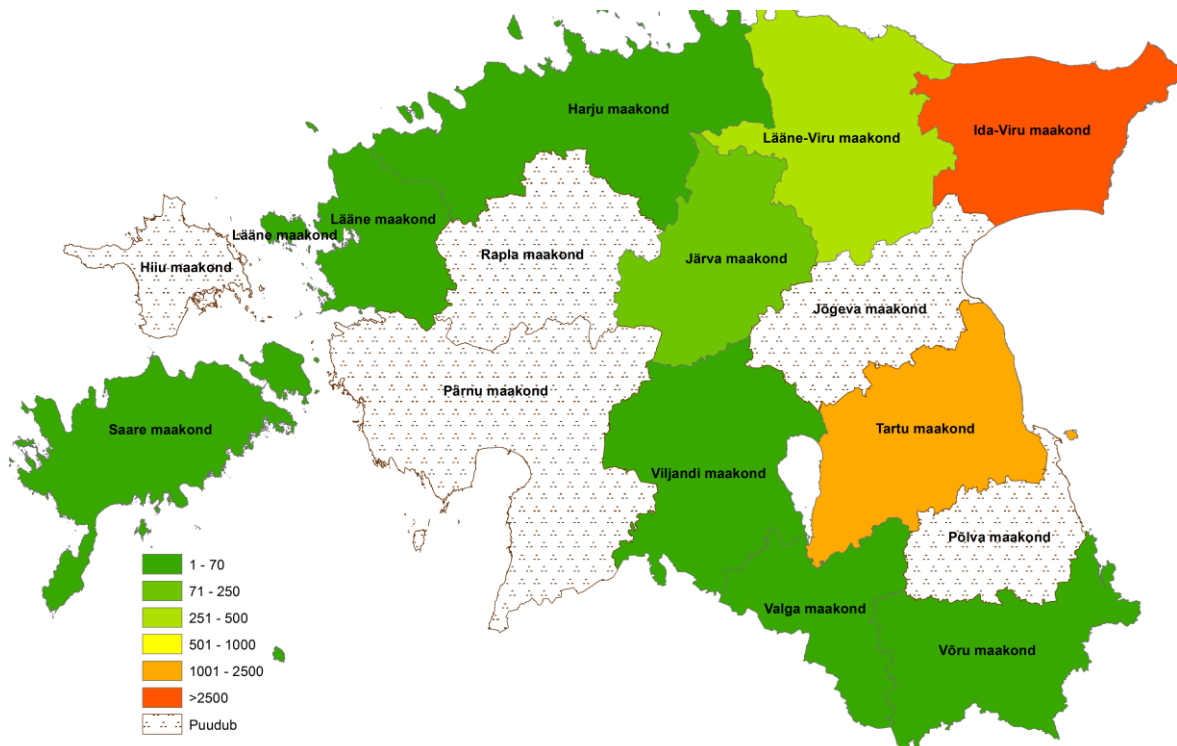 Harju maakond
Lääne-Viru maakond
Ida-Viru maakond
Lääne maakond
Lääne maakond
Hiiu maakond
Rapla maakond
Järva maakond
Jõgeva maakond
Pärnu maakond
Saare maakond
Tartu maakond
Viljandi maakond
Põlva maakond
Valga maakond
Võru maakond
1 - 70
71 - 250
251 - 500
501 - 1000
1001 - 2500
>2500
Puudub